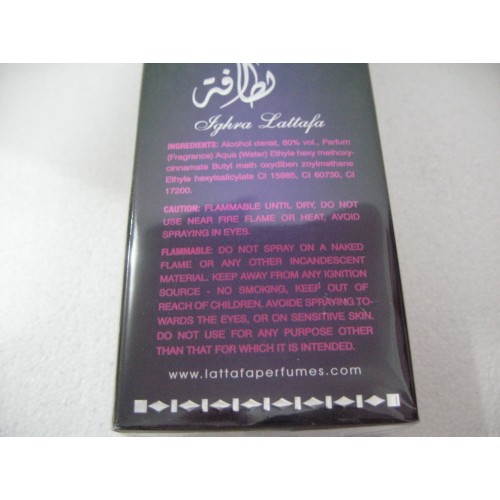 لطافة
Ighra Lattafa
INGREDIENTS: Alcohol danat, 80% vol., Parfum
(Fragrance) Aqua (Water) Ethyle hexy methoxy-
cinnamate Butyl meth oxydiben zoylmethane
Ethyle hexylsalicylate CI 15985, CI 60730, CI
17200.
CAUTION: FLAMMABLE UNTIL DRY, DO NOT
USE NEAR FIRE FLAME OR HEAT, AVOID
SPRAYING IN EYES.
FLAMMABLE: DO NOT SPRAY ON A NAKED
FLAME OR ANY OTHER INCANDESCENT
MATERIAL. KEEP AWAY FROM ANY IGNITION
SOURCE - NO SMOKING, KEEP OUT OF
REACH OF CHILDREN. AVOIDE SPRAYING TO-
WARDS THE EYES, OR ON SENSITIVE SKIN.
DO NOT USE FOR ANY PURPOSE OTHER
THAN THAT FOR WHICH IT IS INTENDED.
www.lattafaperfumes.com